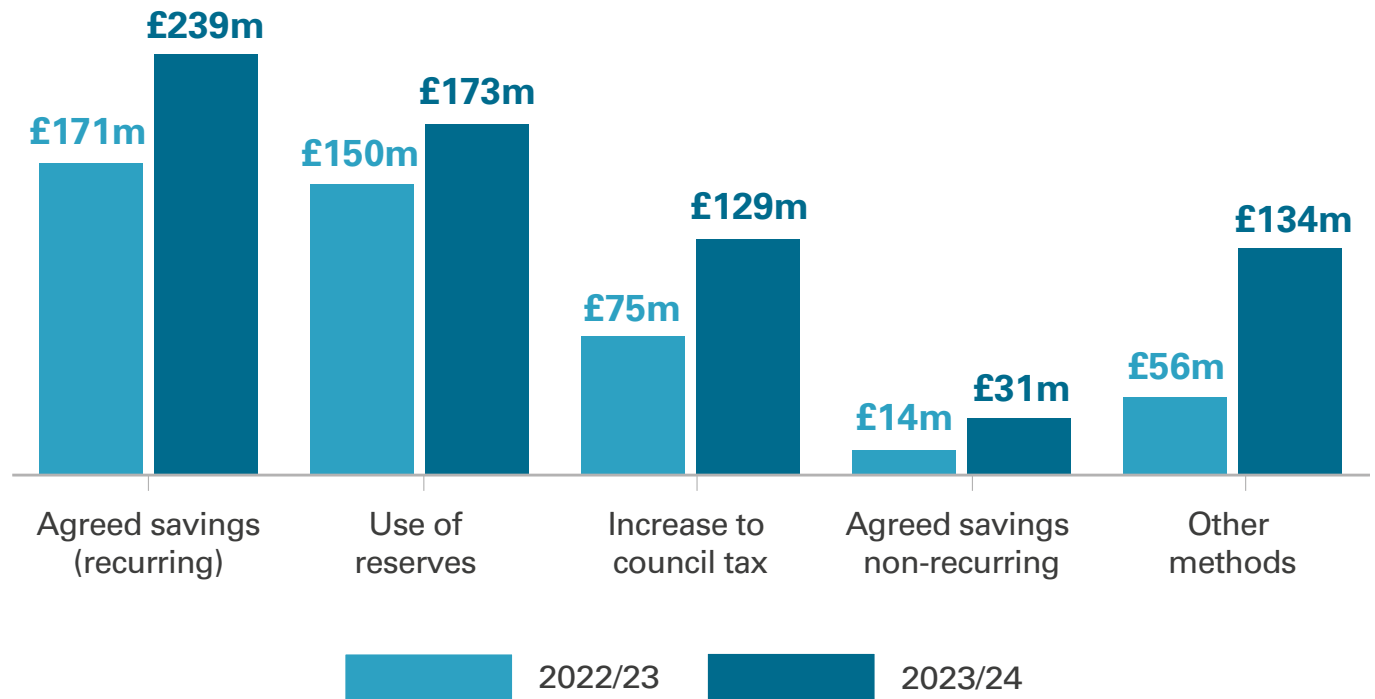 £239m
£171m
£173m
£150m
£129m
£75m
£31m
£14m
£134m
£56m
Agreed savings
(recurring)
Use of
reserves
Increase to
council tax
Agreed savings
non-recurring
Other
methods
2022/23
2023/24